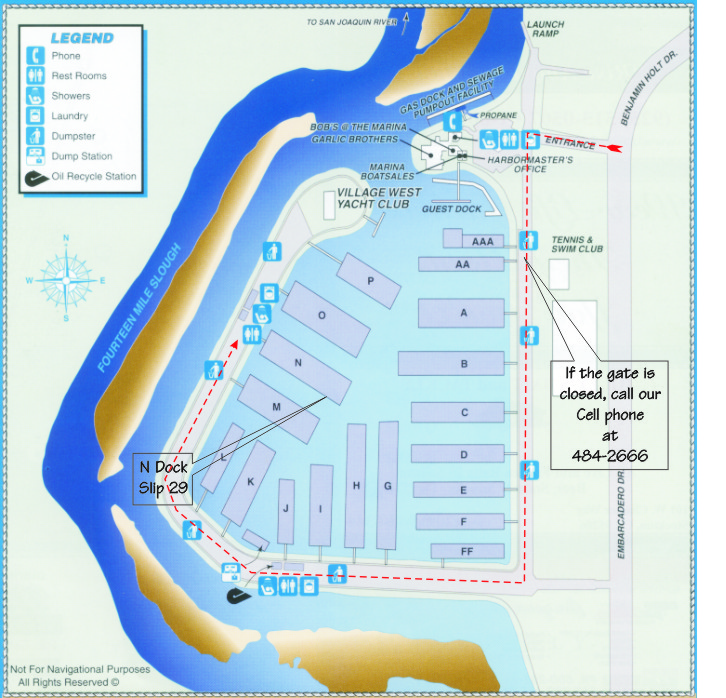 TO SAN JOAQUIN RIVER
LAUNCH
RAMP
LEGEND
Phone
Rest Rooms
Showers
Laundry
Dumpster
Dump Station
Oil Recycle Station
BENJAMIN HOLT DR.
GAS DOCK AND SEWAGE
PUMPOUT FACILITY
PROPANE
BOB'S @ THE MARINA
GARLIC BROTHERS
ENTRANCE
HARBORMASTER'S
OFFICE
MARINA
BOATSALES
VILLAGE WEST
YACHT CLUB
GUEST DOCK
TENNIS &
SWIM CLUB
N
W
E
S
FOURTEEN MILE SLOUGH
AAA
AA
A
B
C
D
E
F
FF
P
O
N
M
L
K
J
I
H
G
If the gate is
closed, call our
Cell phone
at
484-2666
N Dock
Slip 29
EMBARCADERO DR.
Not For Navigational Purposes
All Rights Reserved ©